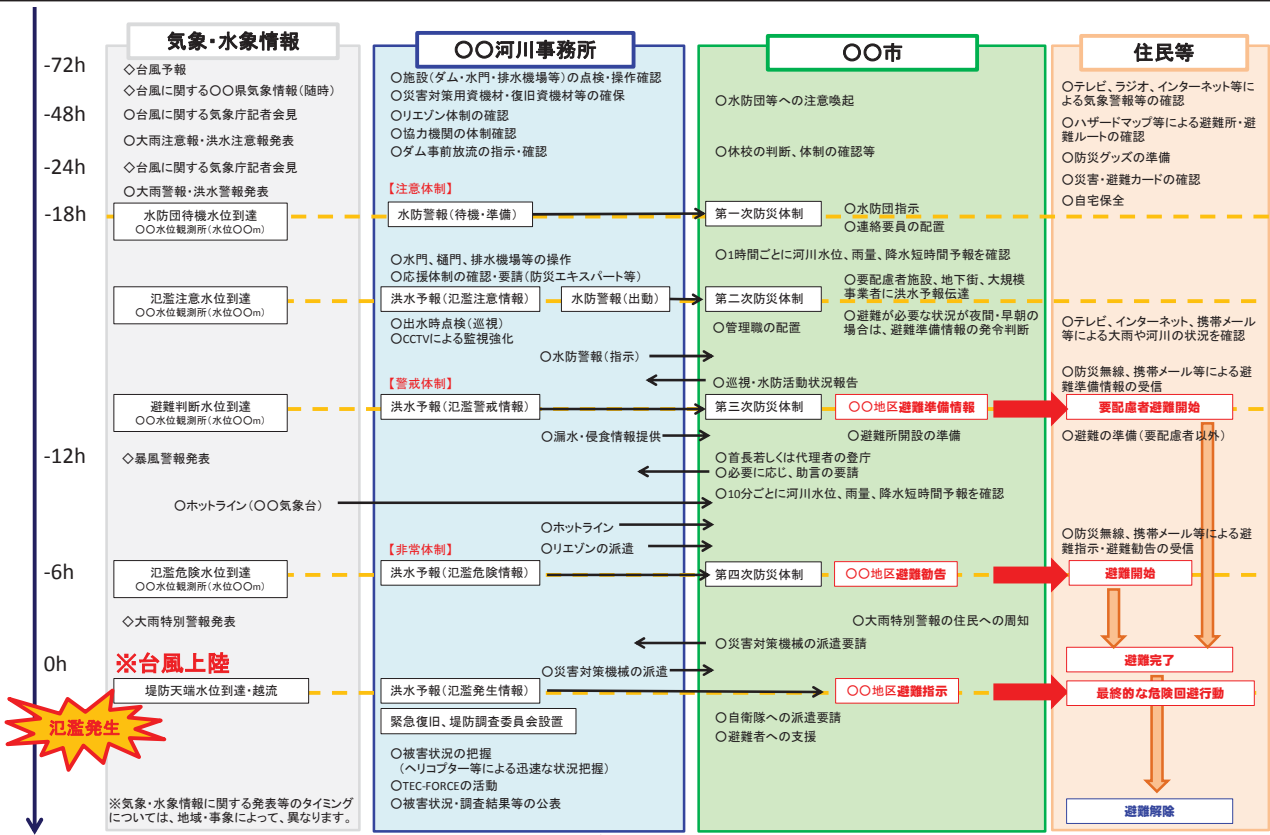 気象・水象情報
〇〇河川事務所
〇〇市
住民等
-72h
-48h
-24h
-18h
-12h
-6h
0h
氾濫発生
◇台風予報
◇台風に関する〇〇県気象情報(随時)
〇台風に関する気象庁記者会見
〇大雨注意報・洪水注意報発表
◇台風に関する気象庁記者会見
〇大雨警報・洪水警報発表
水防団待機水位到達
〇〇水位観測所(水位〇〇m)
氾濫注意水位到達
〇〇水位観測所(水位〇〇m)
避難判断水位到達
〇〇水位観測所(水位〇〇m)
◇暴風警報発表
〇ホットライン(〇〇気象台)
氾濫危険水位到達
〇〇水位観測所(水位〇〇m)
◇大雨特別警報発表
※台風上陸
堤防天端水位到達・越流
※気象・水象情報に関する発表等のタイミング
については、地域・事象によって、異なります。
〇施設(ダム・水門・排水機場等)の点検・操作確認
〇災害対策用資機材・復旧資機材等の確保
〇リエゾン体制の確認
〇協力機関の体制確認
〇ダム事前放流の指示・確認
【注意体制】
水防警報(待機・準備)
〇水門、樋門、排水機場等の操作
〇応援体制の確認・要請(防災エキスパート等)
洪水予報(氾濫注意情報)
水防警報(出動)
〇出水時点検(巡視)
〇CCTVによる監視強化
〇水防警報(指示)
【警戒体制】
洪水予報(氾濫警戒情報)
〇漏水・侵食情報提供
〇ホットライン
【非常体制】
〇リエゾンの派遣
洪水予報(氾濫危険情報)
〇災害対策機械の派遣
洪水予報(氾濫発生情報)
緊急復旧、堤防調査委員会設置
〇被害状況の把握
(ヘリコプター等による迅速な状況把握)
〇TEC-FORCEの活動
〇被害状況・調査結果等の公表
〇水防団等への注意喚起
〇休校の判断、体制の確認等
第一次防災体制
〇水防団指示
〇連絡要員の配置
〇1時間ごとに河川水位、雨量、降水短時間予報を確認
第二次防災体制
〇要配慮者施設、地下街、大規模
事業者に洪水予報伝達
〇管理職の配置
〇避難が必要な状況が夜間・早朝の
場合は、避難準備情報の発令判断
〇巡視・水防活動状況報告
第三次防災体制
〇〇地区避難準備情報
〇避難所開設の準備
〇首長若しくは代理者の登庁
〇必要に応じ、助言の要請
〇10分ごとに河川水位、雨量、降水短時間予報を確認
第四次防災体制
〇〇地区避難勧告
〇大雨特別警報の住民への周知
〇災害対策機械の派遣要請
〇〇地区避難指示
〇自衛隊への派遣要請
〇避難者への支援
〇テレビ、ラジオ、インターネット等に
よる気象警報等の確認
〇ハザードマップ等による避難所・避
難ルートの確認
〇防災グッズの準備
〇災害・避難カードの確認
〇自宅保全
〇テレビ、インターネット、携帯メール
等による大雨や河川の状況を確認
〇防災無線、携帯メール等による避
難準備情報の受信
要配慮者避難開始
〇避難の準備(要配慮者以外)
〇防災無線、携帯メール等による避
難指示・避難勧告の受信
避難開始
避難完了
最終的な危険回避行動
避難解除